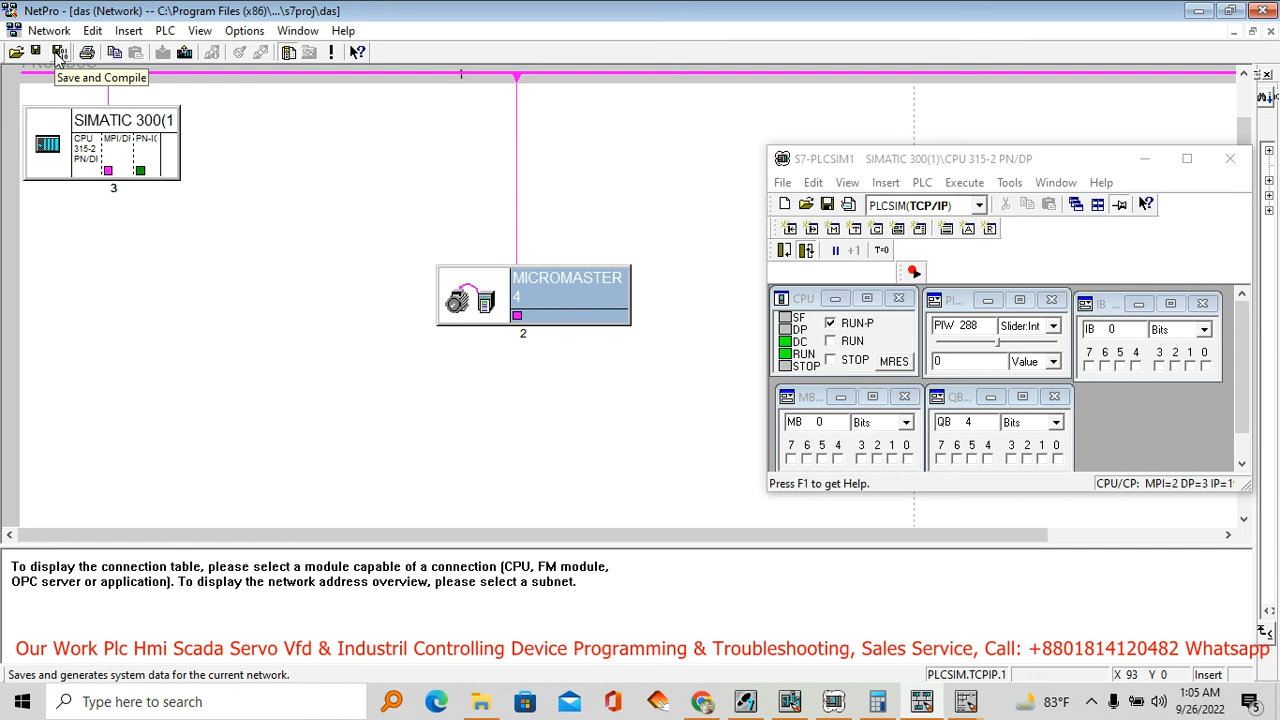 NetPro - [das (Network) -- C:\Program Files (x86)\...\s7proj\das]
Network Edit Insert PLC View Options Window Help
Save and Compile
SIMATIC 300(1
CPU 315-2 PN/DI
MPI/DI
PN-IO
3
MICROMASTER 4
2
S7-PLCSIM1 SIMATIC 300(1)\CPU 315-2 PN/DP
File Edit View Insert PLC Execute Tools Window Help
PLCSIM(TCP/IP)
+1 T=0
CPU
SF
DP
DC
RUN
STOP
RUN-P
RUN
STOP
MRES
PI...
PIW 288 Slider:Int
0 Value
IB
IB 0 Bits
7 6 5 4 3 2 1 0
MB...
MB 0 Bits
7 6 5 4 3 2 1 0
QB...
QB 4 Bits
7 6 5 4 3 2 1 0
Press F1 to get Help.
CPU/CP: MPI=2 DP=3 IP=1
To display the connection table, please select a module capable of a connection (CPU, FM module,
OPC server or application). To display the network address overview, please select a subnet.
Our Work Plc Hmi Scada Servo Vfd & Industril Controlling Device Programming & Troubleshooting, Sales Service, Call: +8801814120482 Whatsapp
Saves and generates system data for the current network.
PLCSIM.TCPIP.1
X 93 Y 0
Insert
Type here to search
83°F
1:05 AM
9/26/2022
5